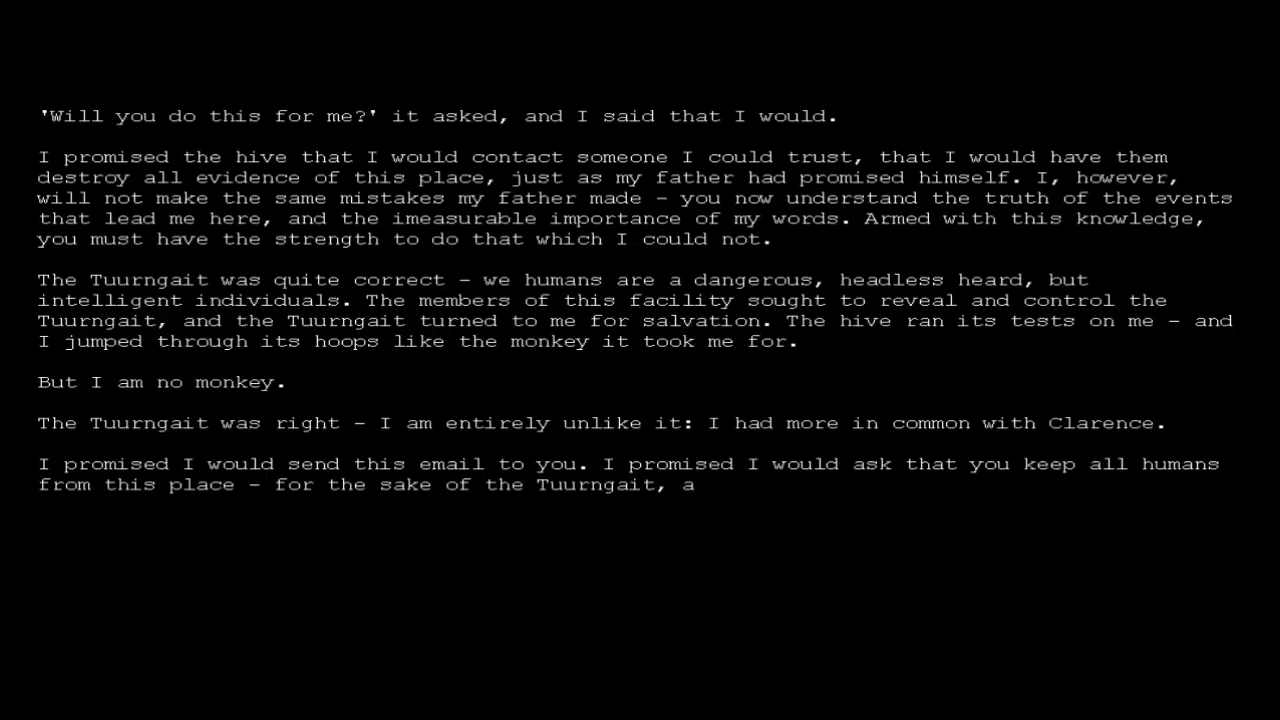 'Will you do this for me?' it asked, and I said that I would.
I promised the hive that I would contact someone I could trust, that I would have them
destroy all evidence of this place, just as my father had promised himself. I, however,
will not make the same mistakes my father made - you now understand the truth of the events
that lead me here, and the imeasurable importance of my words. Armed with this knowledge,
you must have the strength to do that which I could not.
The Tuurngait was quite correct - we humans are a dangerous, headless heard, but
intelligent individuals. The members of this facility sought to reveal and control the
Tuurngait, and the Tuurngait turned to me for salvation. The hive ran its tests on me - and
I jumped through its hoops like the monkey it took me for.
But I am no monkey.
The Tuurngait was right - I am entirely unlike it: I had more in common with Clarence.
I promised I would send this email to you. I promised I would ask that you keep all humans
from this place - for the sake of the Tuurngait, a